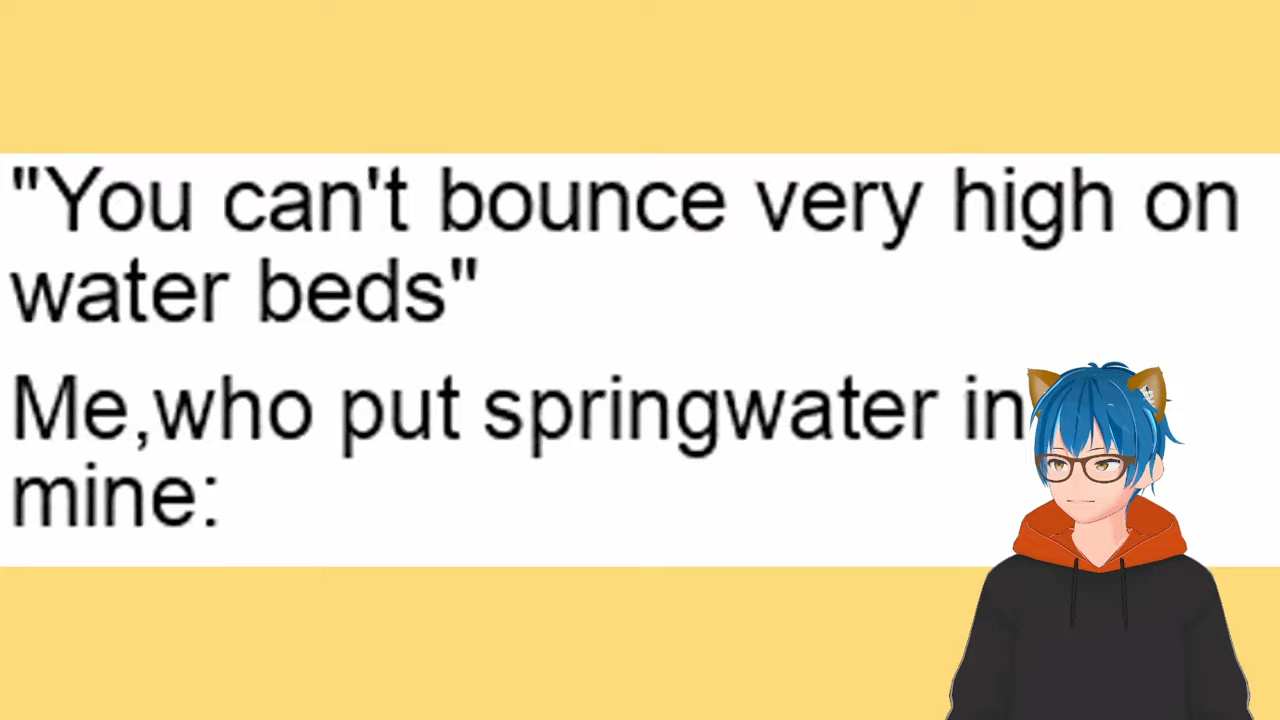 "You can't bounce very high on
water beds"
Me,who put springwater in
mine: